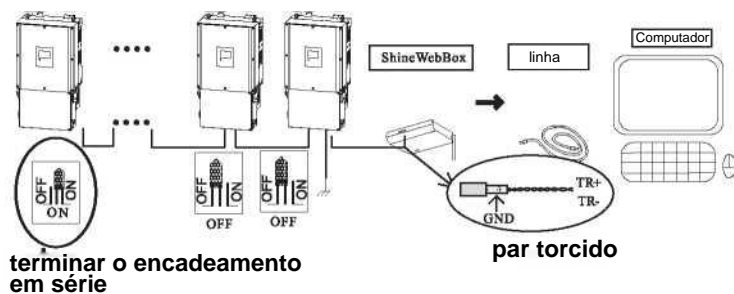 ShineWebBox
linha
Computador
OFF
ON
ON
OFF
ON
OFF
OFF
ON
OFF
TR+
TR-
GND
terminar o encadeamento
em série
par torcido